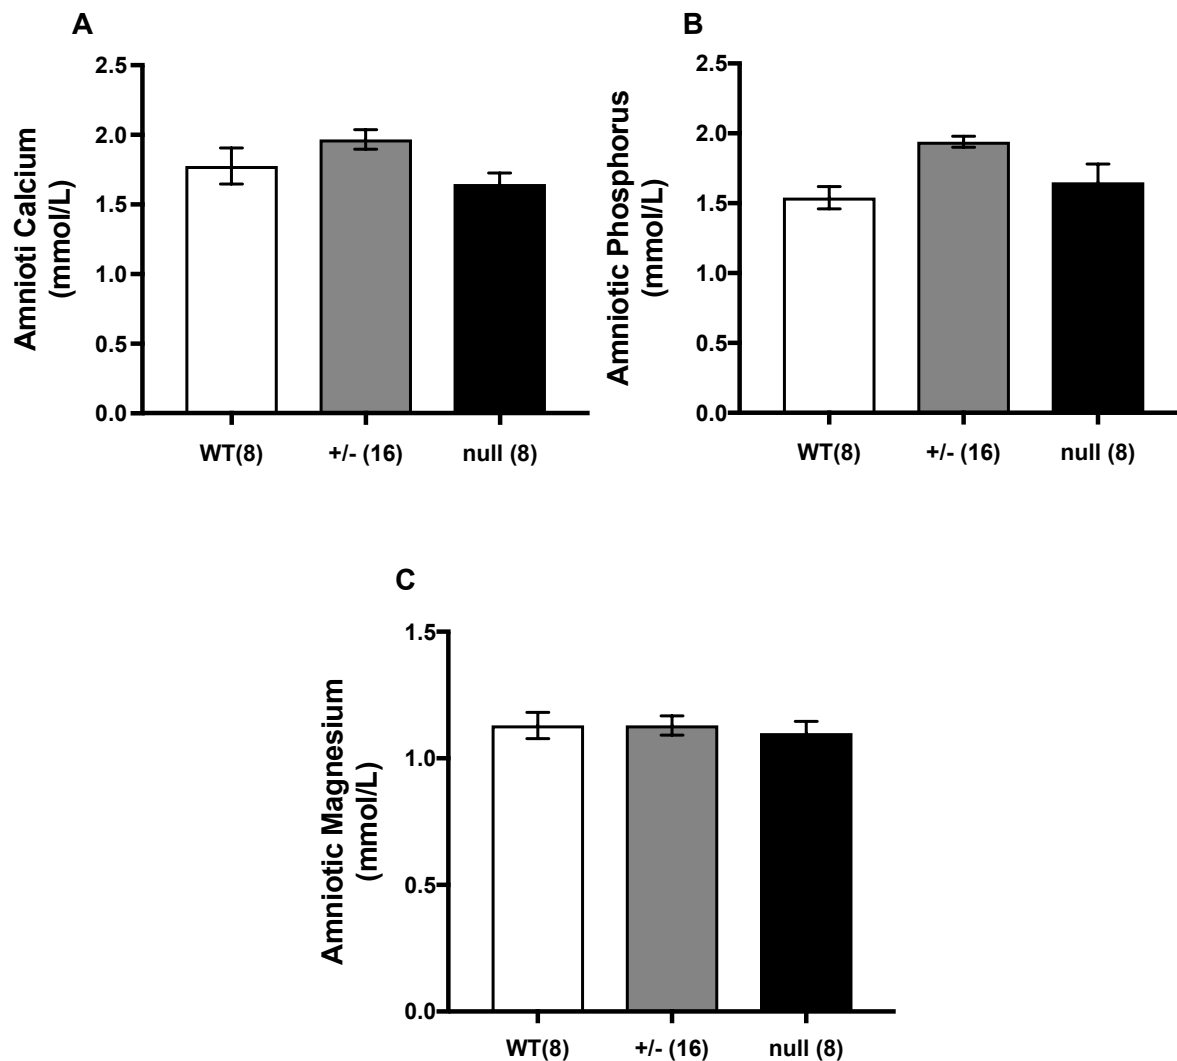 A
Amnioti Calcium
(mmol/L)
2.5
2.0
1.5
1.0
0.5
0.0
WT(8)
+/- (16)
null (8)
B
Amniotic Phosphorus
(mmol/L)
2.5
2.0
1.5
1.0
0.5
0.0
WT(8)
+/- (16)
null (8)
C
Amniotic Magnesium
(mmol/L)
1.5
1.0
0.5
0.0
WT(8)
+/- (16)
null (8)